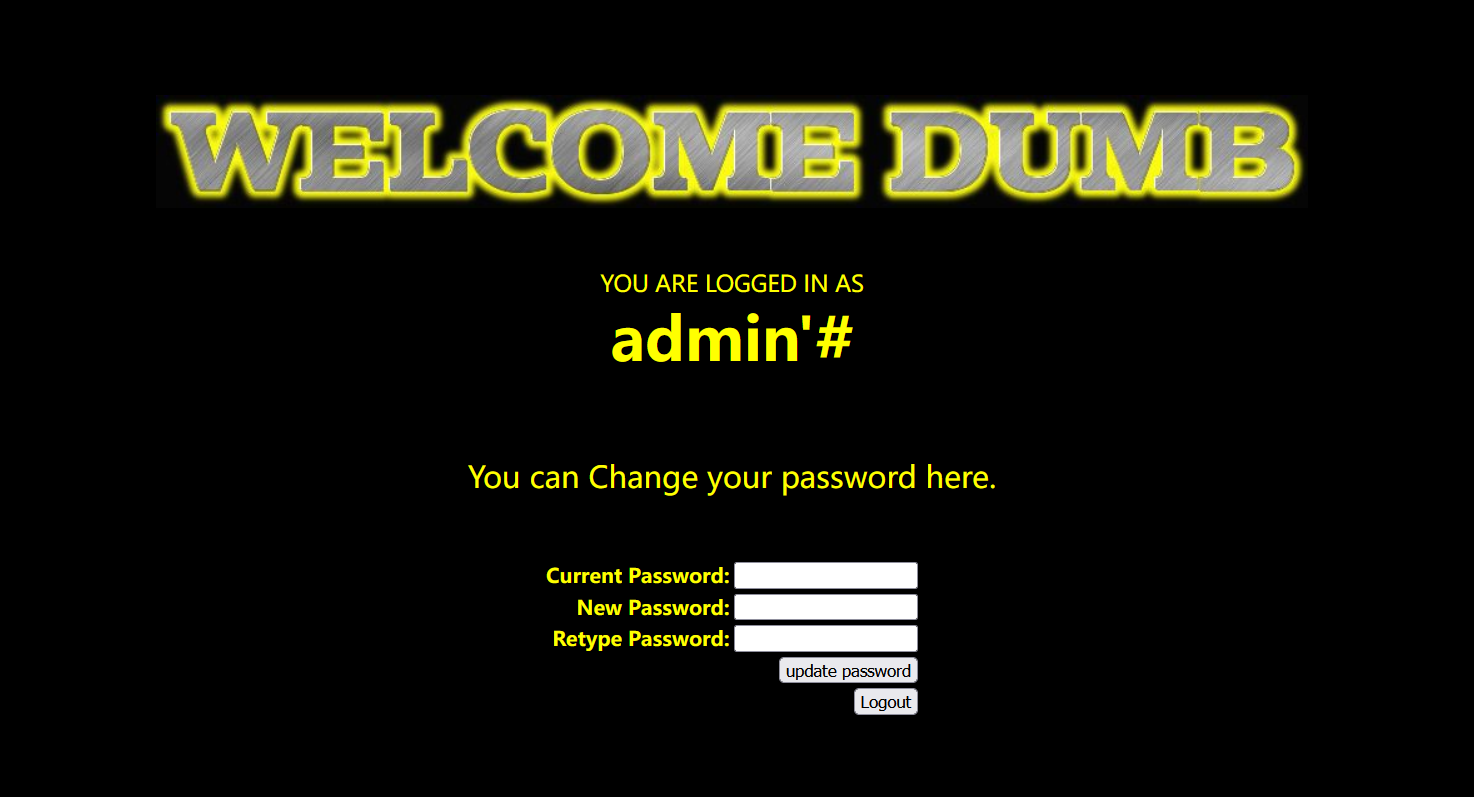 WELCOME DUMB
YOU ARE LOGGED IN AS
admin'#
You can Change your password here.
Current Password:
New Password:
Retype Password:
update password
Logout